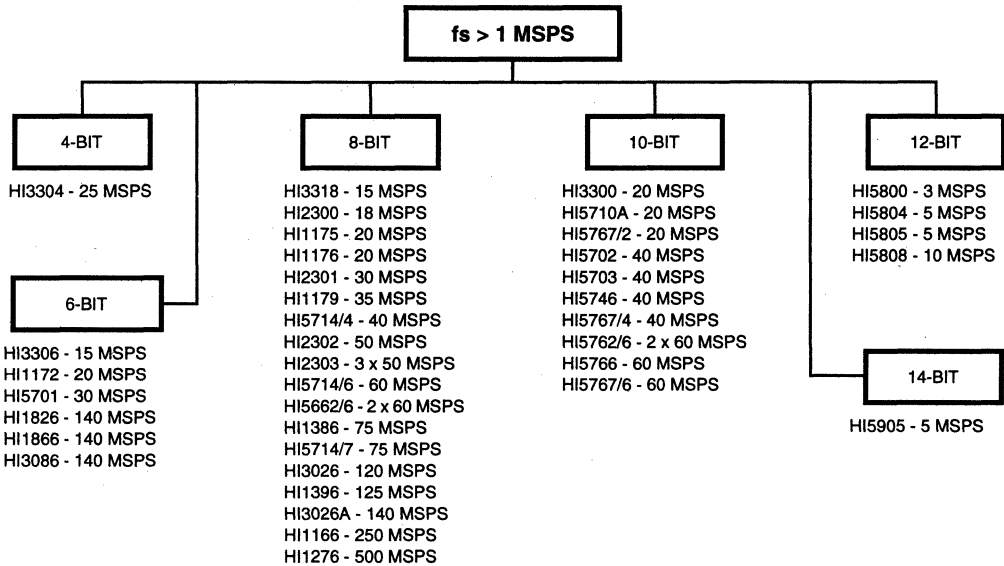 fs > 1 MSPS
4-BIT
HI3304 - 25 MSPS
6-BIT
HI3306 - 15 MSPS
HI1172 - 20 MSPS
HI5701 - 30 MSPS
HI1826 - 140 MSPS
HI1866 - 140 MSPS
HI3086 - 140 MSPS
8-BIT
HI3318 - 15 MSPS
HI2300 - 18 MSPS
HI1175 - 20 MSPS
HI1176 - 20 MSPS
HI2301 - 30 MSPS
HI1179 - 35 MSPS
HI5714/4 - 40 MSPS
HI2302 - 50 MSPS
HI2303 - 3 x 50 MSPS
HI5714/6 - 60 MSPS
HI5662/6 - 2 x 60 MSPS
HI1386 - 75 MSPS
HI5714/7 - 75 MSPS
HI3026 - 120 MSPS
HI1396 - 125 MSPS
HI3026A - 140 MSPS
HI1166 - 250 MSPS
HI1276 - 500 MSPS
10-BIT
HI3300 - 20 MSPS
HI5710A - 20 MSPS
HI5767/2 - 20 MSPS
HI5702 - 40 MSPS
HI5703 - 40 MSPS
HI5746 - 40 MSPS
HI5767/4 - 40 MSPS
HI5762/6 - 2 x 60 MSPS
HI5766 - 60 MSPS
HI5767/6 - 60 MSPS
12-BIT
HI5800 - 3 MSPS
HI5804 - 5 MSPS
HI5805 - 5 MSPS
HI5808 - 10 MSPS
14-BIT
HI5905 - 5 MSPS